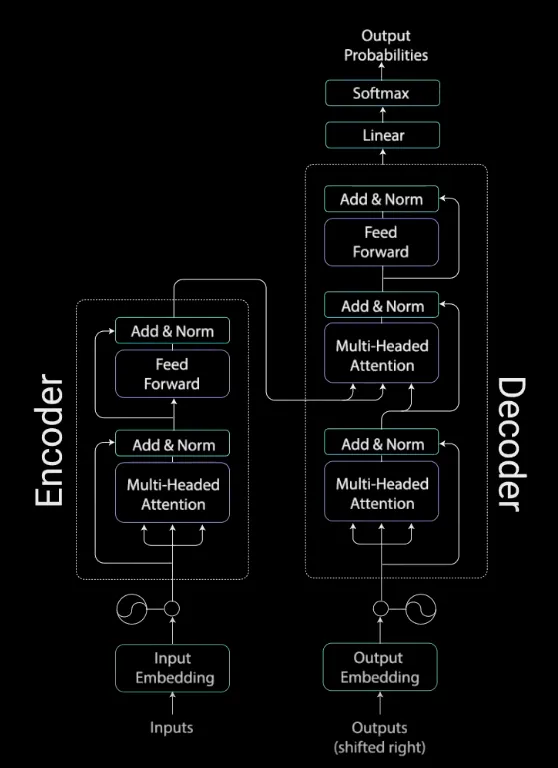 Output
Probabilities
Softmax
Linear
Add & Norm
Feed
Forward
Add & Norm
Multi-Headed
Attention
Add & Norm
Multi-Headed
Attention
Decoder
Output
Embedding
Outputs
(shifted right)
Encoder
Add & Norm
Feed
Forward
Add & Norm
Multi-Headed
Attention
Input
Embedding
Inputs